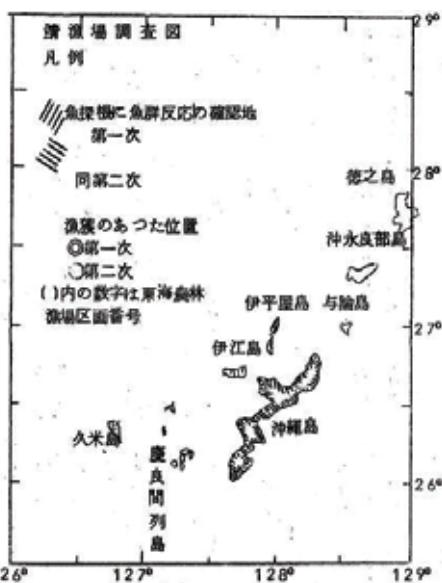 鯖漁場調査図
凡例
魚探機に魚群反応の確認地
第一次
同第二次
漁獲のあつた位置
◎第一次
○第二次
()内の数字は東海農林
漁場区画番号
29°
28°
27°
26°
徳之島
沖永良部島
与論島
伊平屋島
伊江島
沖縄島
久米島
慶良間列島
26°
127°
128°
129°